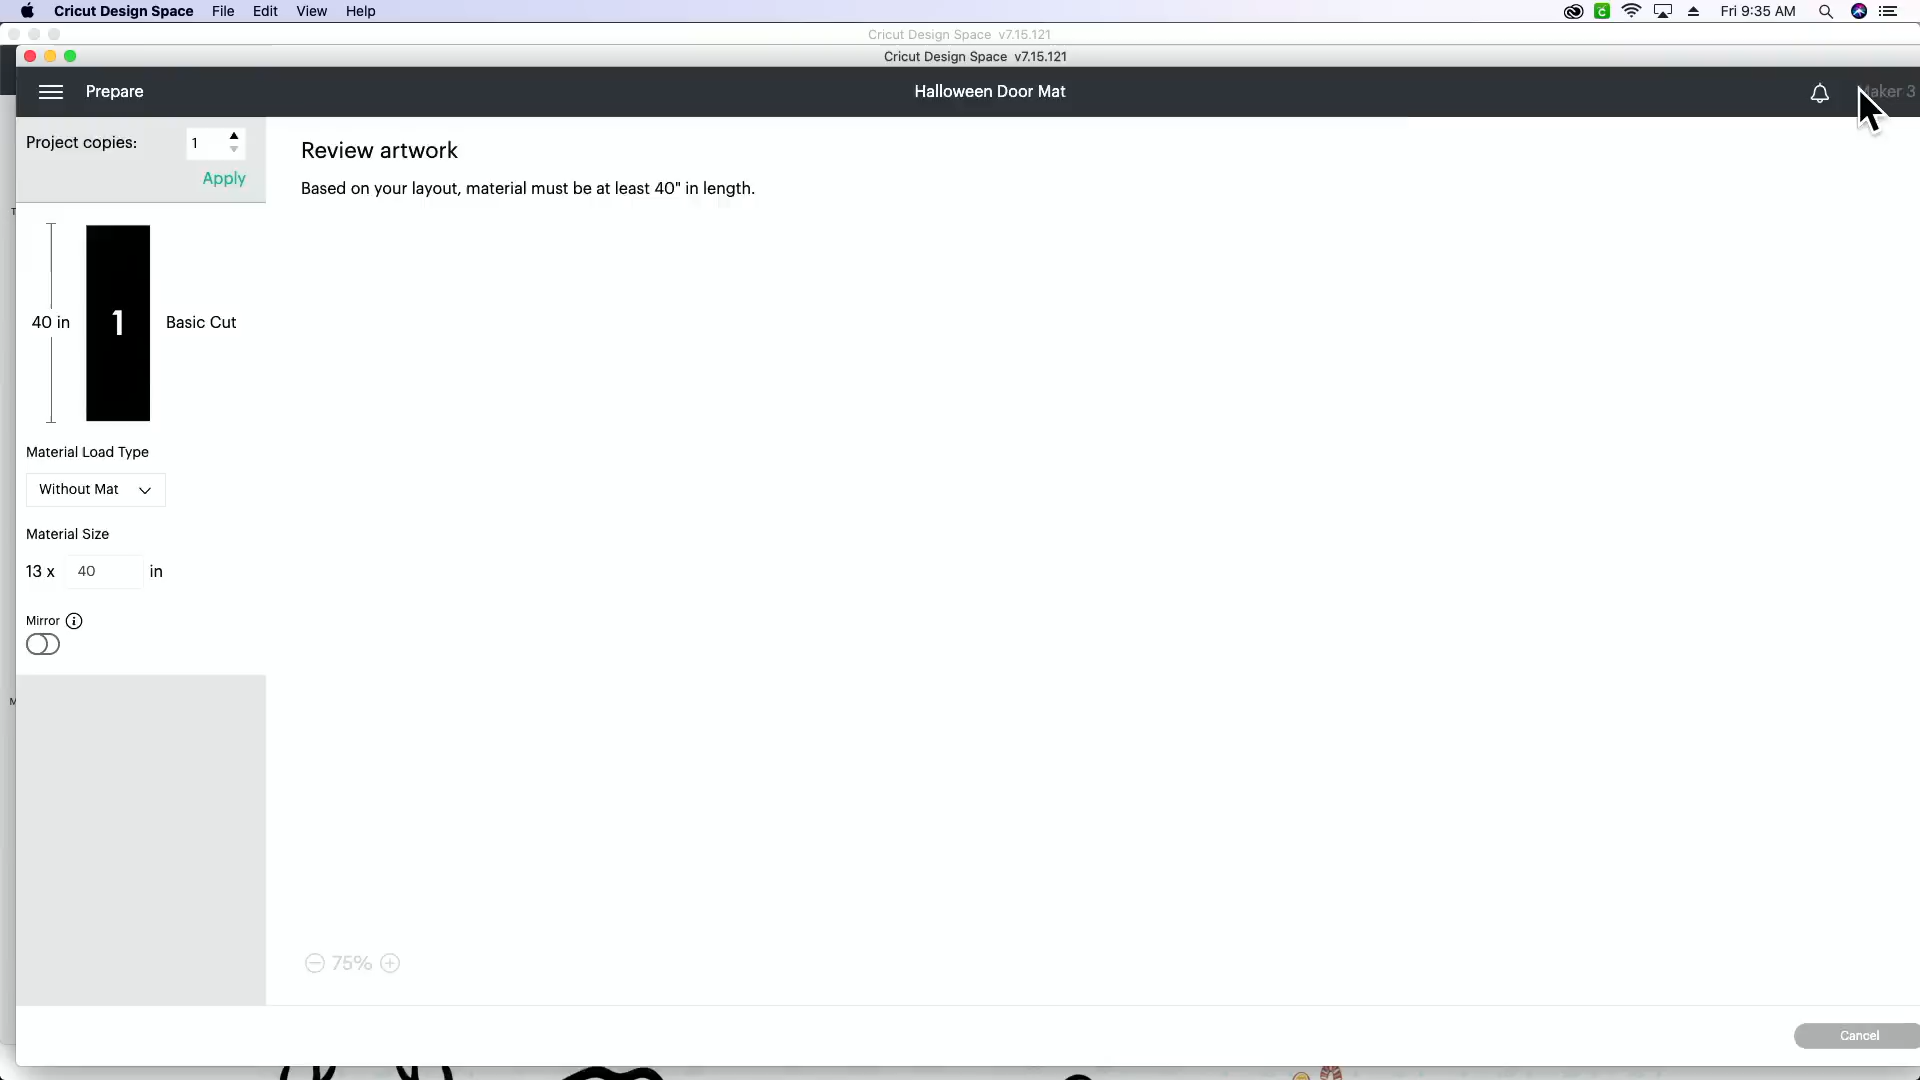 Cricut Design Space File Edit View Help Fri 9:35 AM
Cricut Design Space v7.15.121
Cricut Design Space v7.15.121
Prepare Halloween Door Mat Maker 3
Project copies: 1
Apply
Review artwork
Based on your layout, material must be at least 40" in length.
T
40 in 1 Basic Cut
Material Load Type
Without Mat
Material Size
13 x 40 in
Mirror
M
75%
Cancel